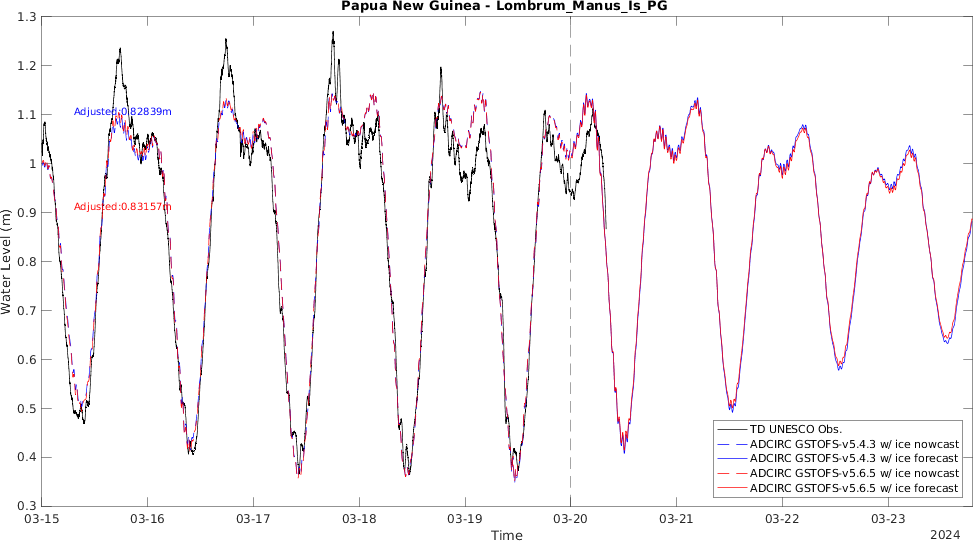 Papua New Guinea - Lombrum_Manus_Is_PG
1.3
1.2
1.1
1
0.9
0.8
0.7
0.6
0.5
0.4
0.3
Water Level (m)
Adjusted:0.82839m
Adjusted:0.83157m
TD UNESCO Obs.
ADCIRC GSTOFS-v5.4.3 w/ ice nowcast
ADCIRC GSTOFS-v5.4.3 w/ ice forecast
ADCIRC GSTOFS-v5.6.5 w/ ice nowcast
ADCIRC GSTOFS-v5.6.5 w/ ice forecast
03-15 03-16 03-17 03-18 03-19 03-20 03-21 03-22 03-23
Time
2024